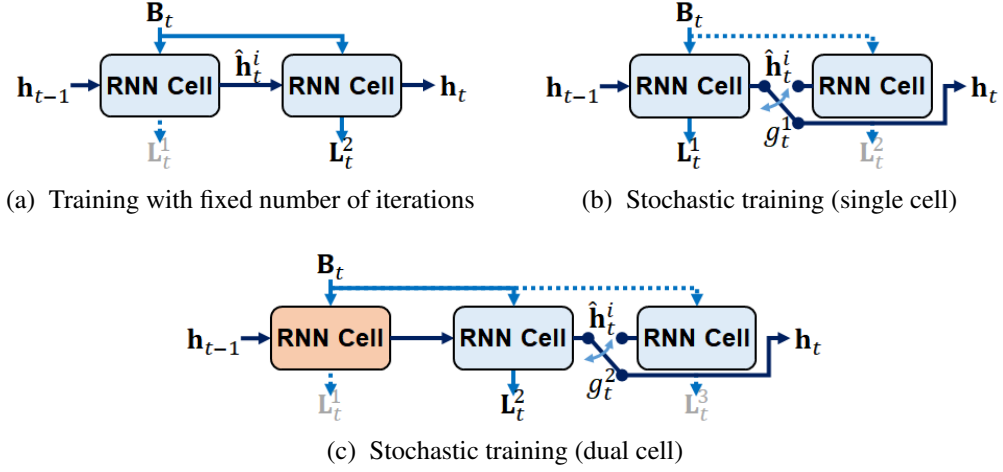 B_t
h_{t-1} RNN Cell ĥ_t^i RNN Cell h_t
L_t^1 L_t^2
(a) Training with fixed number of iterations
B_t
h_{t-1} RNN Cell ĥ_t^i RNN Cell h_t
g_t^1
L_t^1 L_t^2
(b) Stochastic training (single cell)
B_t
h_{t-1} RNN Cell RNN Cell ĥ_t^i RNN Cell h_t
g_t^2
L_t^1 L_t^2 L_t^3
(c) Stochastic training (dual cell)